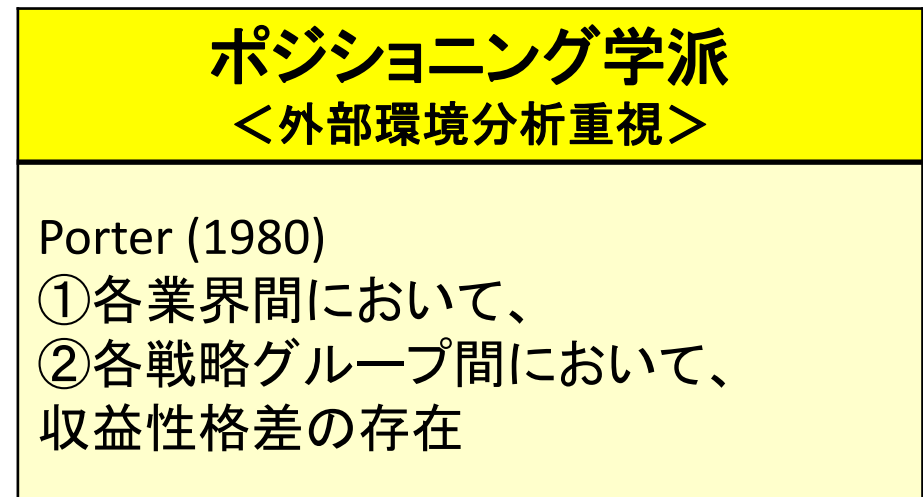 ポジショニング学派
＜外部環境分析重視＞
Porter (1980)
①各業界間において、
②各戦略グループ間において、
収益性格差の存在